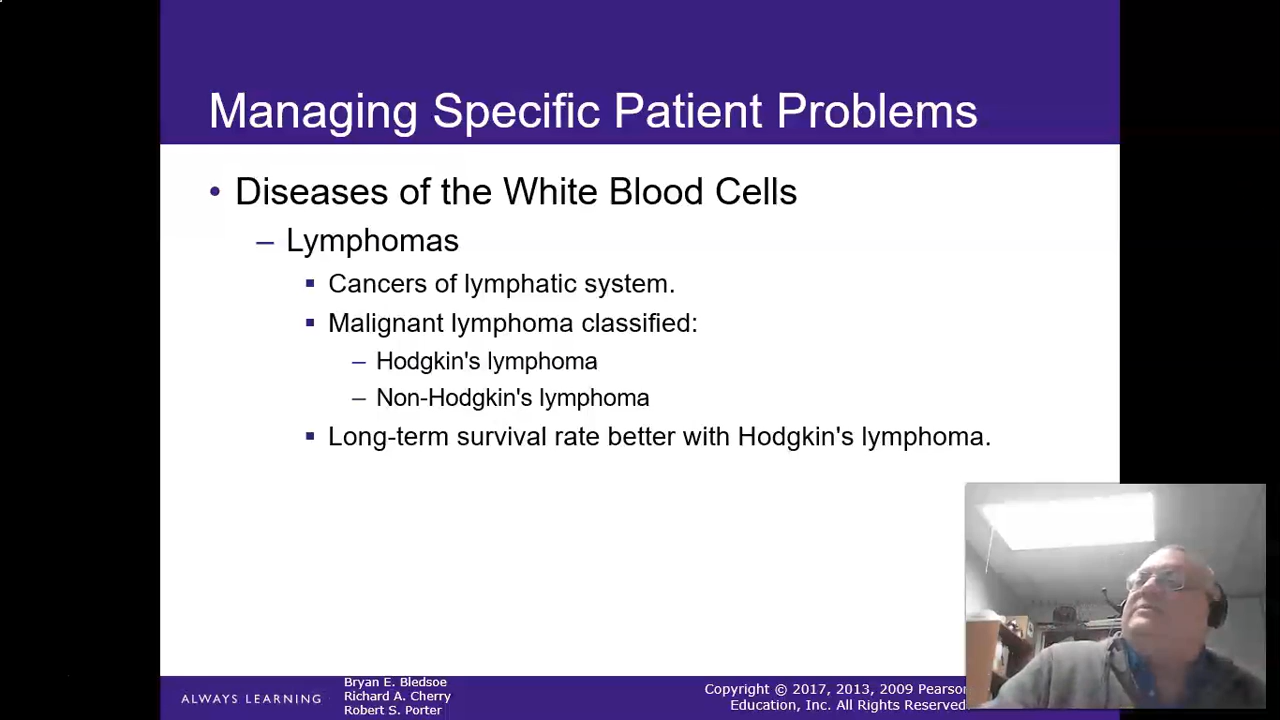 Managing Specific Patient Problems
• Diseases of the White Blood Cells
– Lymphomas
▪ Cancers of lymphatic system.
▪ Malignant lymphoma classified:
– Hodgkin's lymphoma
– Non-Hodgkin's lymphoma
▪ Long-term survival rate better with Hodgkin's lymphoma.
ALWAYS LEARNING
Bryan E. Bledsoe
Richard A. Cherry
Robert S. Porter
Copyright © 2017, 2013, 2009 Pearson
Education, Inc. All Rights Reserved.